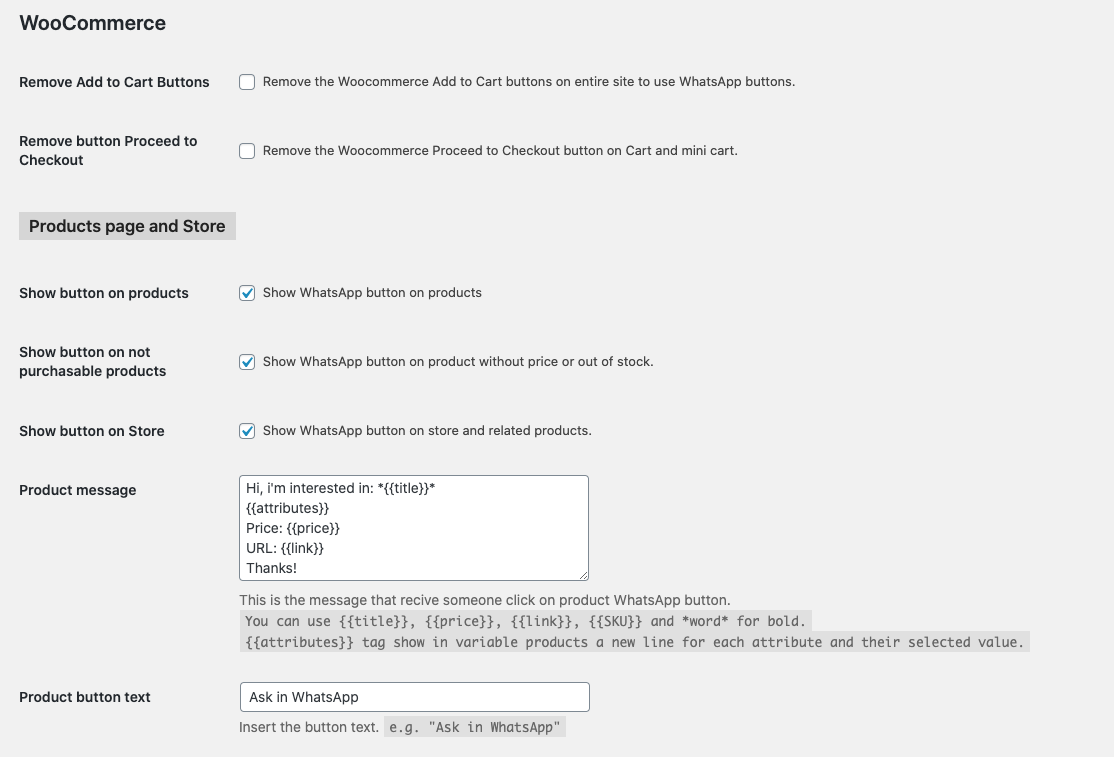 WooCommerce
Remove Add to Cart Buttons
Remove the Woocommerce Add to Cart buttons on entire site to use WhatsApp buttons.
Remove button Proceed to
Checkout
Remove the Woocommerce Proceed to Checkout button on Cart and mini cart.
Products page and Store
Show button on products
Show WhatsApp button on products
Show button on not
purchasable products
Show WhatsApp button on product without price or out of stock.
Show button on Store
Show WhatsApp button on store and related products.
Product message
Hi, i'm interested in: *{{title}}*
{{attributes}}
Price: {{price}}
URL: {{link}}
Thanks!
This is the message that recive someone click on product WhatsApp button.
You can use {{title}}, {{price}}, {{link}}, {{SKU}} and *word* for bold.
{{attributes}} tag show in variable products a new line for each attribute and their selected value.
Product button text
Ask in WhatsApp
Insert the button text. e.g. "Ask in WhatsApp"